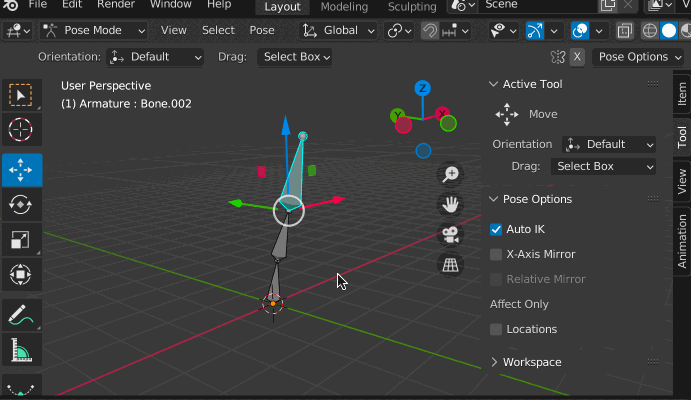 File Edit Render Window Help Layout Modeling Sculpting Scene
Pose Mode View Select Pose Global
Orientation: Default Drag: Select Box X Pose Options
User Perspective
(1) Armature : Bone.002
Z
Y
X
Active Tool
Move
Orientation Default
Drag: Select Box
Pose Options
Auto IK
X-Axis Mirror
Relative Mirror
Affect Only
Locations
Workspace
Item
Tool
View
Animation